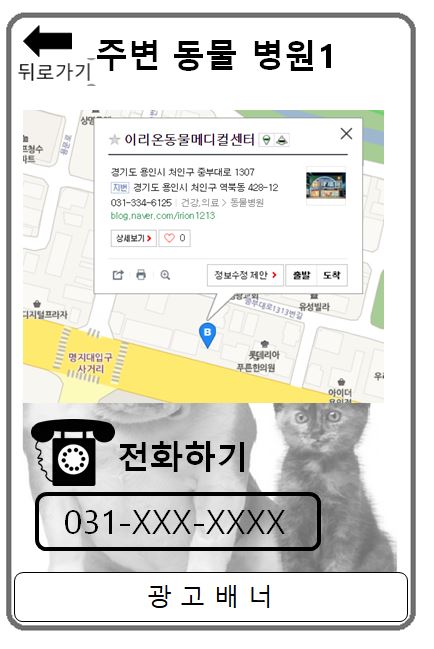 주변 동물 병원1
뒤로가기
이리온동물메디컬센터
경기도 용인시 처인구 중부대로 1307
지번 경기도 용인시 처인구 역북동 428-12
031-334-6125 | 건강,의료 > 동물병원
blog.naver.com/irion1213
상세보기 >
0
정보수정 제안 >
출발
도착
중부대로1313번길
유성빌라
디지털프라자
B
롯데리아
푸른한의원
명지대입구
사거리
아이더
전화하기
031-XXX-XXXX
광고배너